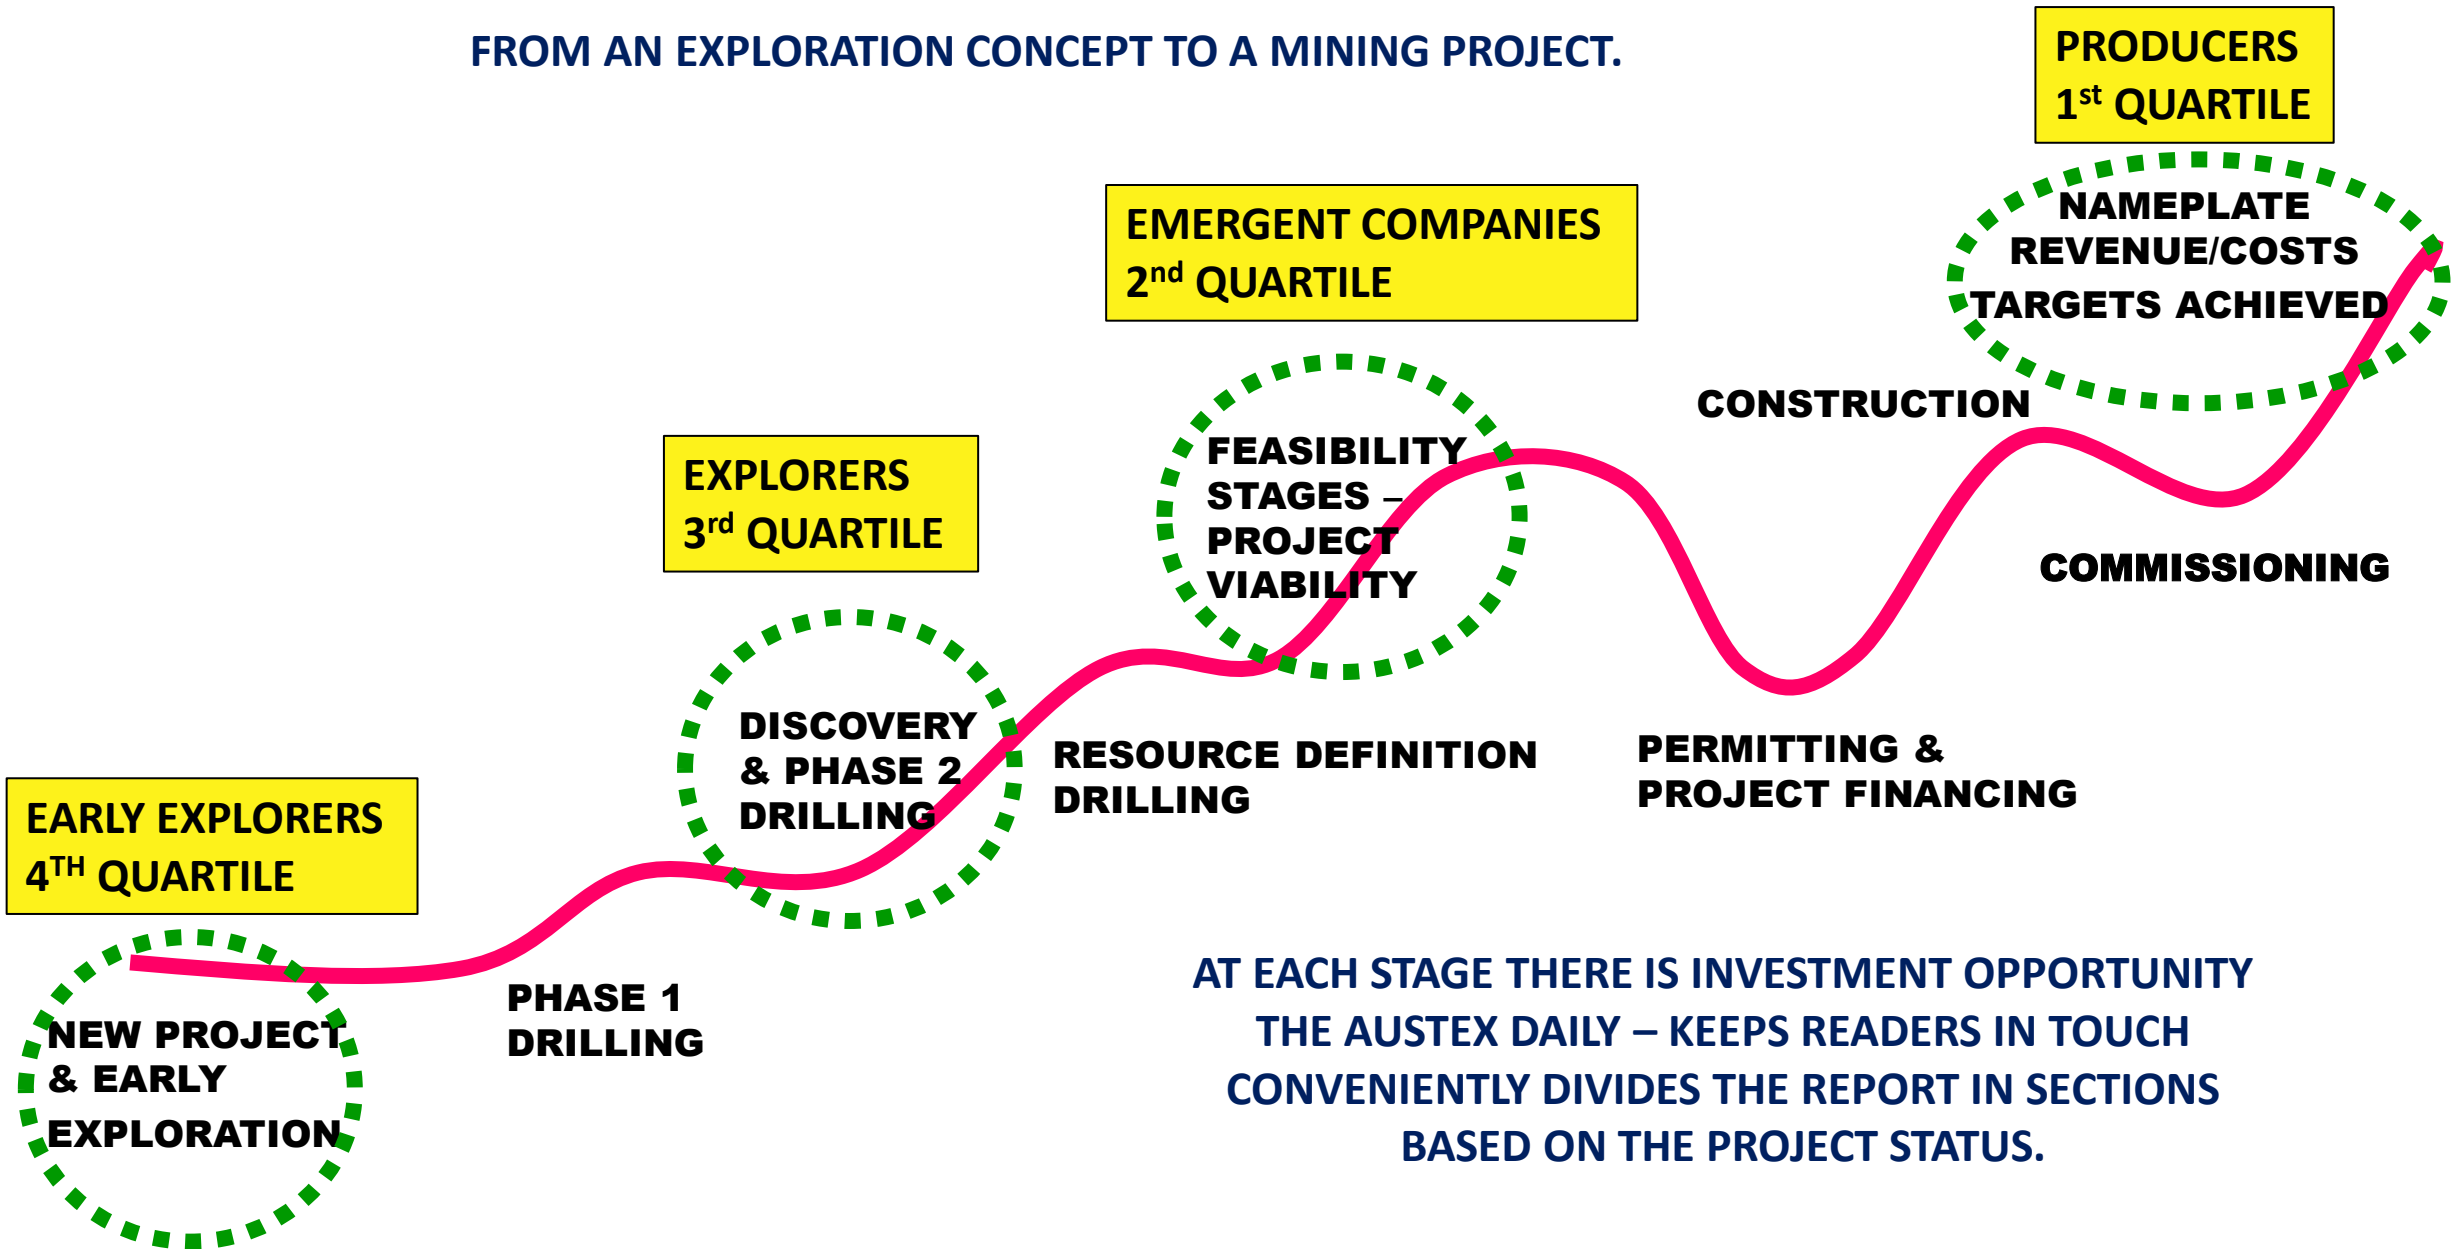 FROM AN EXPLORATION CONCEPT TO A MINING PROJECT.
PRODUCERS
1st QUARTILE
NAMEPLATE
REVENUE/COSTS
TARGETS ACHIEVED
EMERGENT COMPANIES
2nd QUARTILE
CONSTRUCTION
FEASIBILITY
STAGES –
PROJECT
VIABILITY
EXPLORERS
3rd QUARTILE
COMMISSIONING
DISCOVERY
& PHASE 2
DRILLING
RESOURCE DEFINITION
DRILLING
PERMITTING &
PROJECT FINANCING
EARLY EXPLORERS
4TH QUARTILE
PHASE 1
DRILLING
NEW PROJECT
& EARLY
EXPLORATION
AT EACH STAGE THERE IS INVESTMENT OPPORTUNITY
THE AUSTEX DAILY – KEEPS READERS IN TOUCH
CONVENIENTLY DIVIDES THE REPORT IN SECTIONS
BASED ON THE PROJECT STATUS.